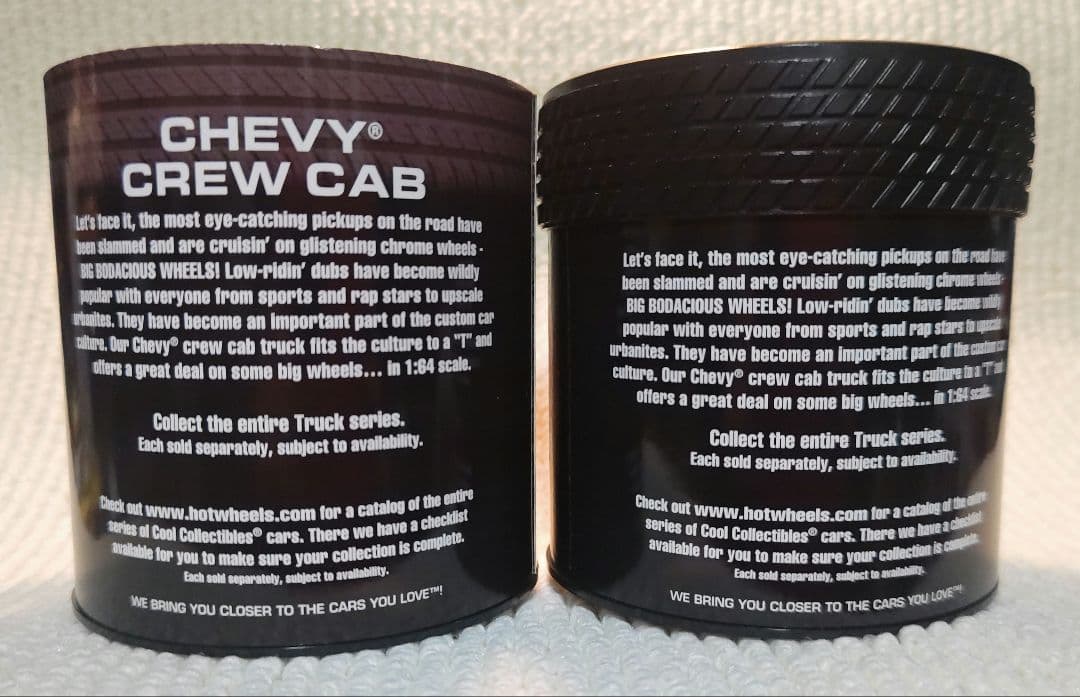 CHEVY®
CREW CAB
Let's face it, the most eye-catching pickups on the road have
been slammed and are cruisin' on glistening chrome wheels -
BIG BODACIOUS WHEELS! Low-ridin' dubs have become wildly
popular with everyone from sports and rap stars to upscale
urbanites. They have become an important part of the custom car
culture. Our Chevy® crew cab truck fits the culture to a "T" and
offers a great deal on some big wheels... in 1:64 scale.
Collect the entire Truck series.
Each sold separately, subject to availability.
Check out www.hotwheels.com for a catalog of the entire
series of Cool Collectibles® cars. There we have a checklist
available for you to make sure your collection is complete.
Each sold separately, subject to availability.
WE BRING YOU CLOSER TO THE CARS YOU LOVE™!
Let's face it, the most eye-catching pickups on the road have
been slammed and are cruisin' on glistening chrome wheels -
BIG BODACIOUS WHEELS! Low-ridin' dubs have become wildly
popular with everyone from sports and rap stars to upscale
urbanites. They have become an important part of the custom car
culture. Our Chevy® crew cab truck fits the culture to a "T" and
offers a great deal on some big wheels... in 1:64 scale.
Collect the entire Truck series.
Each sold separately, subject to availability.
Check out www.hotwheels.com for a catalog of the entire
series of Cool Collectibles® cars. There we have a checklist
available for you to make sure your collection is complete.
Each sold separately, subject to availability.
WE BRING YOU CLOSER TO THE CARS YOU LOVE™!